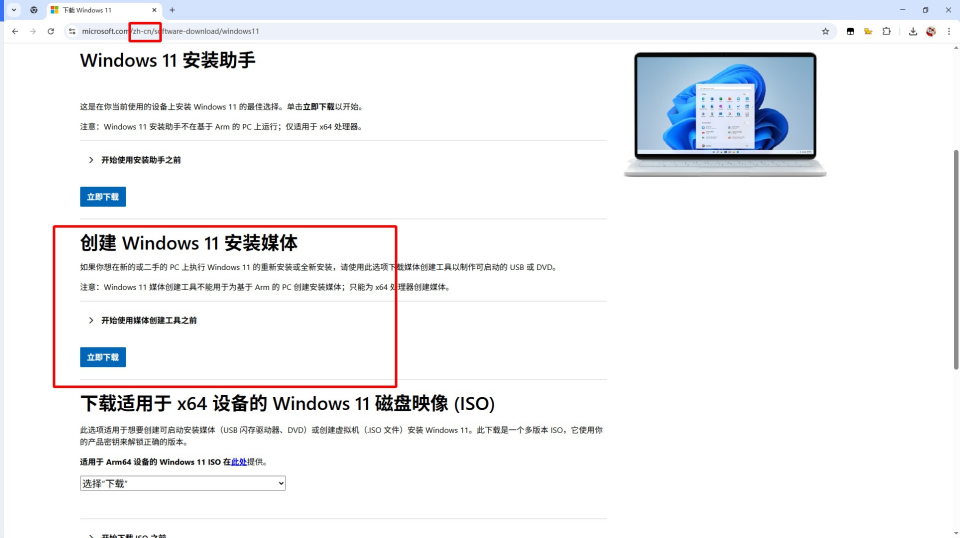 下载 Windows 11
microsoft.com/zh-cn/software-download/windows11
Windows 11 安装助手
这是在你当前使用的设备上安装 Windows 11 的最佳选择。单击立即下载以开始。
注意：Windows 11 安装助手不在基于 Arm 的 PC 上运行；仅适用于 x64 处理器。
开始使用安装助手之前
立即下载
创建 Windows 11 安装媒体
如果你想在新的或二手的 PC 上执行 Windows 11 的重新安装或全新安装，请使用此选项下载媒体创建工具以制作可启动的 USB 或 DVD。
注意：Windows 11 媒体创建工具不能用于为基于 Arm 的 PC 创建安装媒体；只能为 x64 处理器创建媒体。
开始使用媒体创建工具之前
立即下载
下载适用于 x64 设备的 Windows 11 磁盘映像 (ISO)
此选项适用于想要创建可启动安装媒体（USB 闪存驱动器、DVD）或创建虚拟机（.ISO 文件）安装 Windows 11。此下载是一个多版本 ISO，它使用你
的产品密钥来解锁正确的版本。
适用于 Arm64 设备的 Windows 11 ISO 在此处提供。
选择“下载”
开始下载 ISO 之前